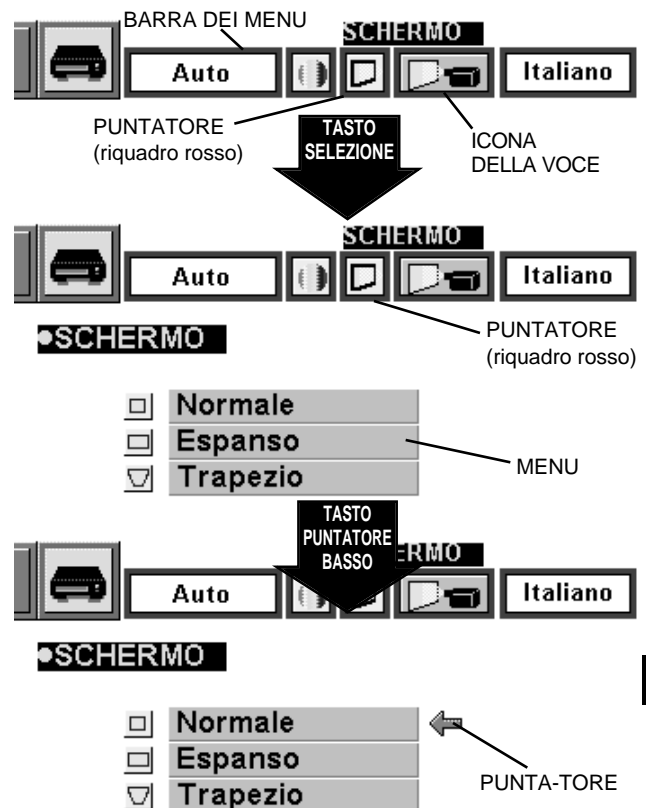 BARRA DEI MENU
SCHERMO
Auto
Italiano
PUNTATORE
(riquadro rosso)
TASTO
SELEZIONE
ICONA
DELLA VOCE
SCHERMO
Auto
Italiano
PUNTATORE
(riquadro rosso)
SCHERMO
Normale
Espanso
Trapezio
MENU
TASTO
PUNTATORE
BASSO
ERMO
Auto
Italiano
SCHERMO
Normale
Espanso
Trapezio
PUNTA-TORE